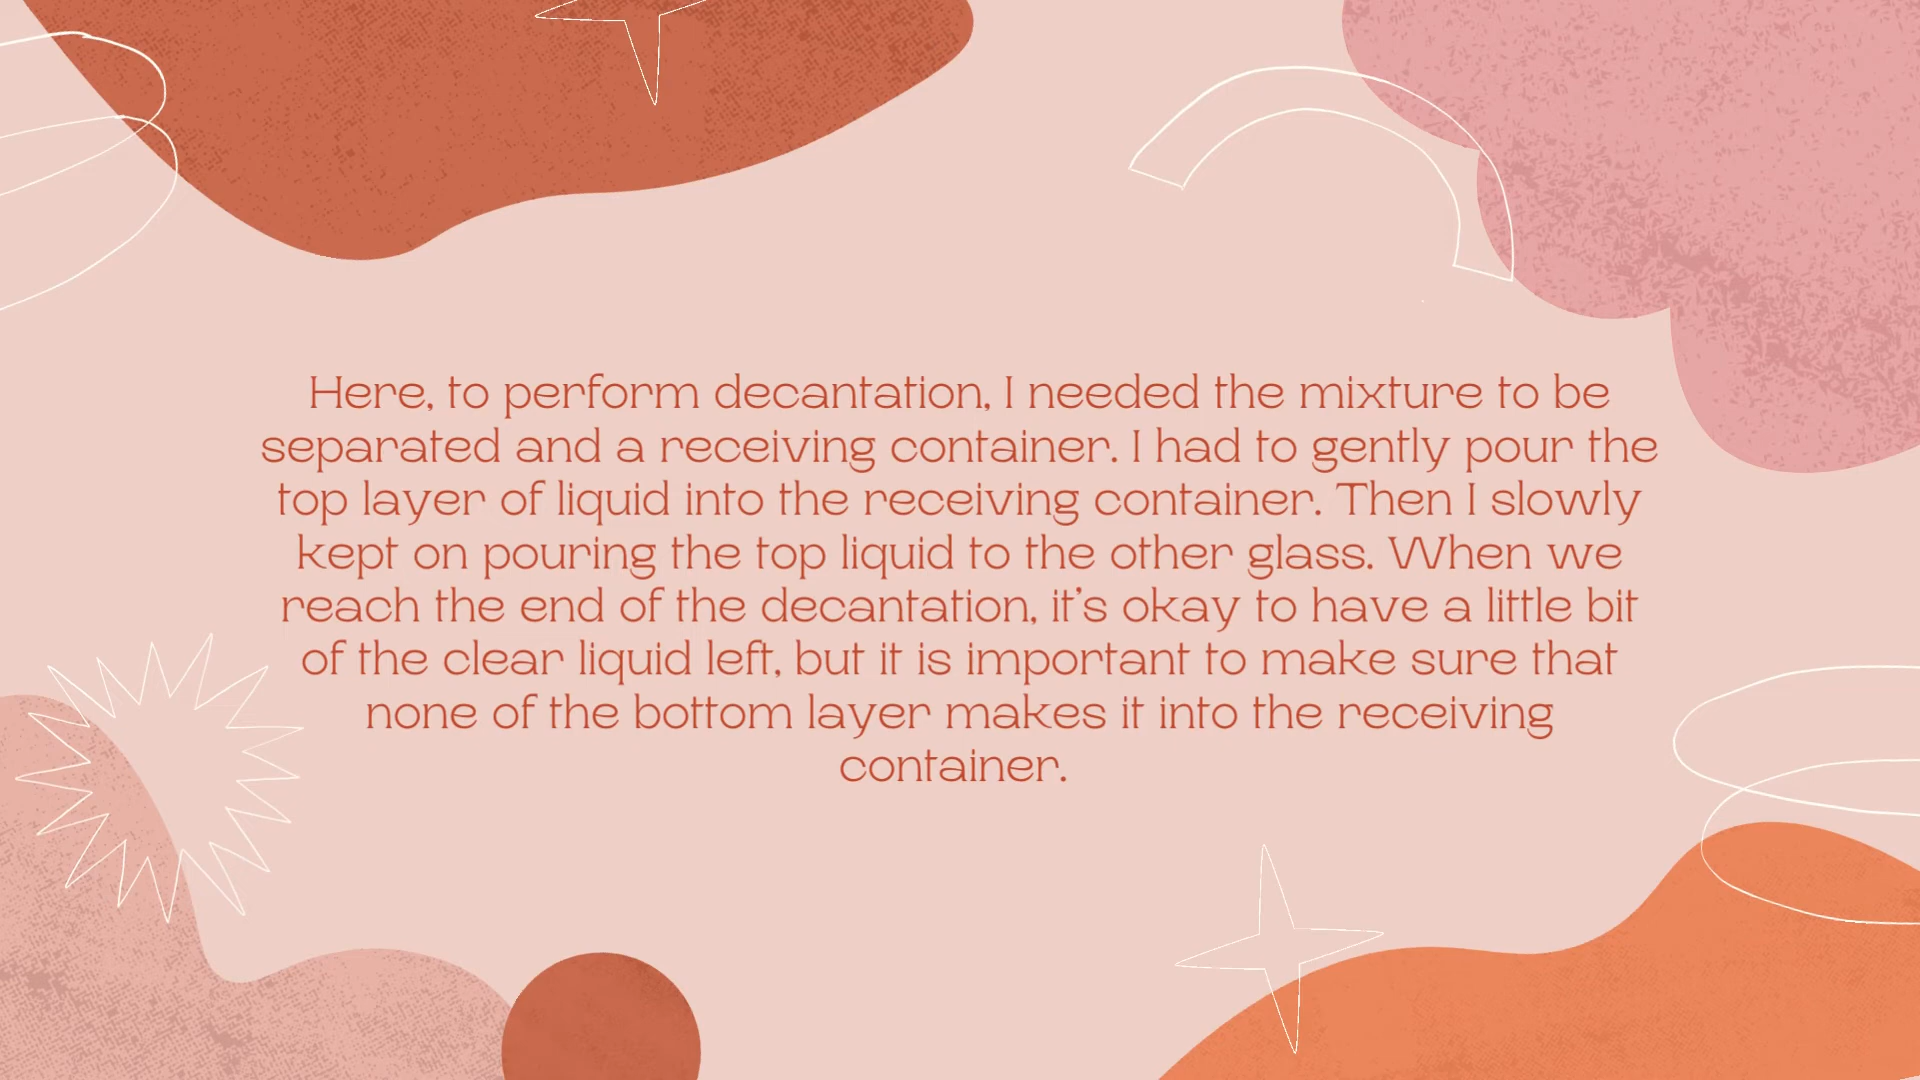 Here, to perform decantation, I needed the mixture to be
separated and a receiving container. I had to gently pour the
top layer of liquid into the receiving container. Then I slowly
kept on pouring the top liquid to the other glass. When we
reach the end of the decantation, it’s okay to have a little bit
of the clear liquid left, but it is important to make sure that
none of the bottom layer makes it into the receiving
container.